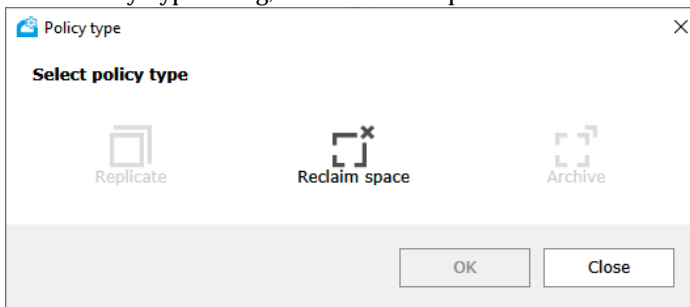 Policy type
Select policy type
Replicate
Reclaim space
Archive
OK
Close